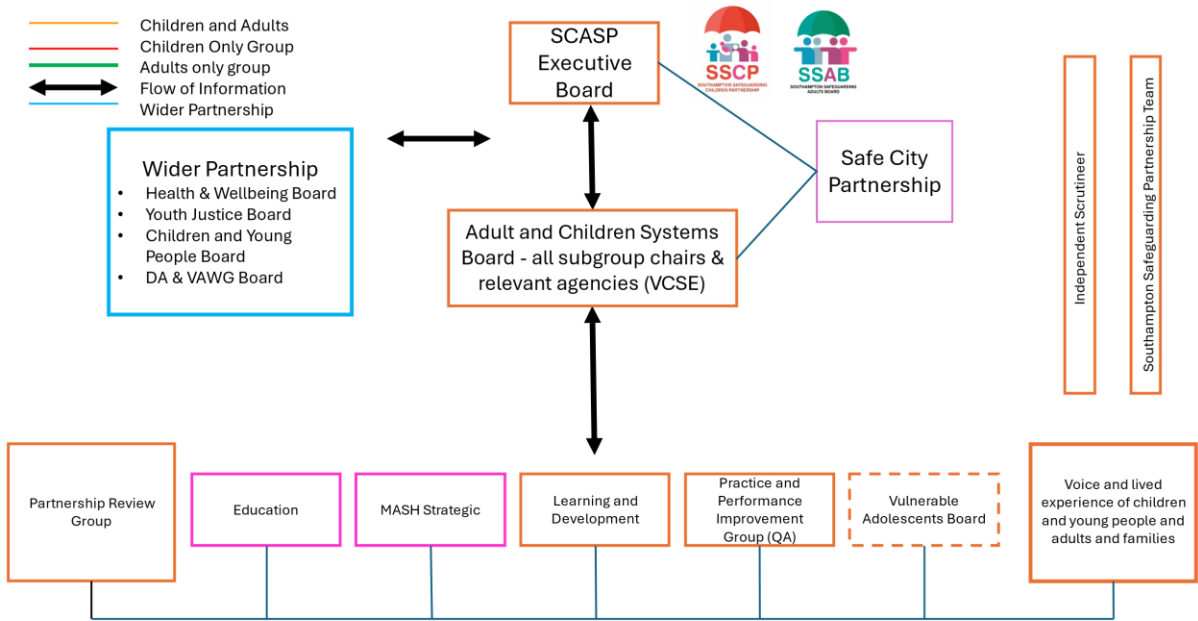 Children and Adults
Children Only Group
Adults only group
Flow of Information
Wider Partnership
SCASP
Executive
Board
SSCP
SOUTHAMPTON SAFEGUARDING
CHILDREN PARTNERSHIP
SSAB
SOUTHAMPTON SAFEGUARDING
ADULTS BOARD
Wider Partnership
• Health & Wellbeing Board
• Youth Justice Board
• Children and Young
People Board
• DA & VAWG Board
Safe City
Partnership
Adult and Children Systems
Board - all subgroup chairs &
relevant agencies (VCSE)
Independent Scrutineer
Southampton Safeguarding Partnership Team
Partnership Review
Group
Education
MASH Strategic
Learning and
Development
Practice and
Performance
Improvement
Group (QA)
Vulnerable
Adolescents Board
Voice and lived
experience of children
and young people and
adults and families